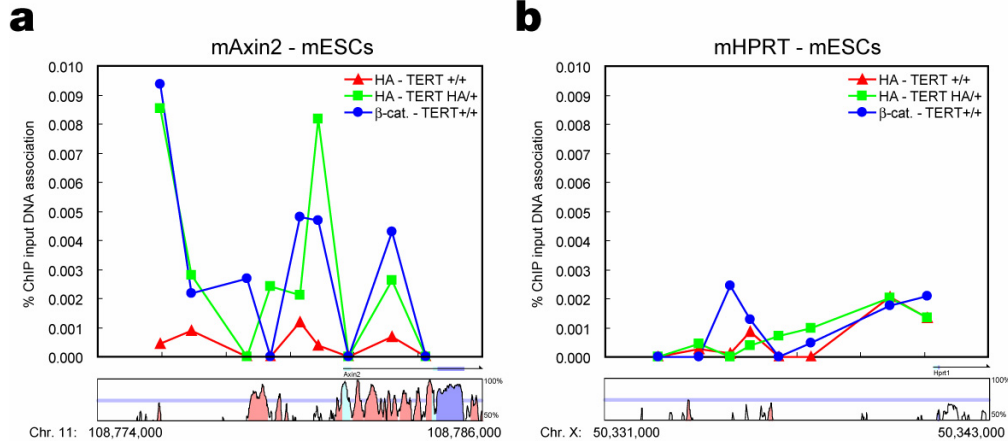 a
mAxin2 - mESCs
% ChIP input DNA association
0.010
0.009
0.008
0.007
0.006
0.005
0.004
0.003
0.002
0.001
0.000
HA - TERT +/+
HA - TERT HA/+
β-cat. - TERT+/+
Axin2
100%
50%
Chr. 11: 108,774,000 108,786,000
b
mHPRT - mESCs
% ChIP input DNA association
0.010
0.009
0.008
0.007
0.006
0.005
0.004
0.003
0.002
0.001
0.000
HA - TERT +/+
HA - TERT HA/+
β-cat. - TERT+/+
Hprt1
100%
50%
Chr. X: 50,331,000 50,343,000